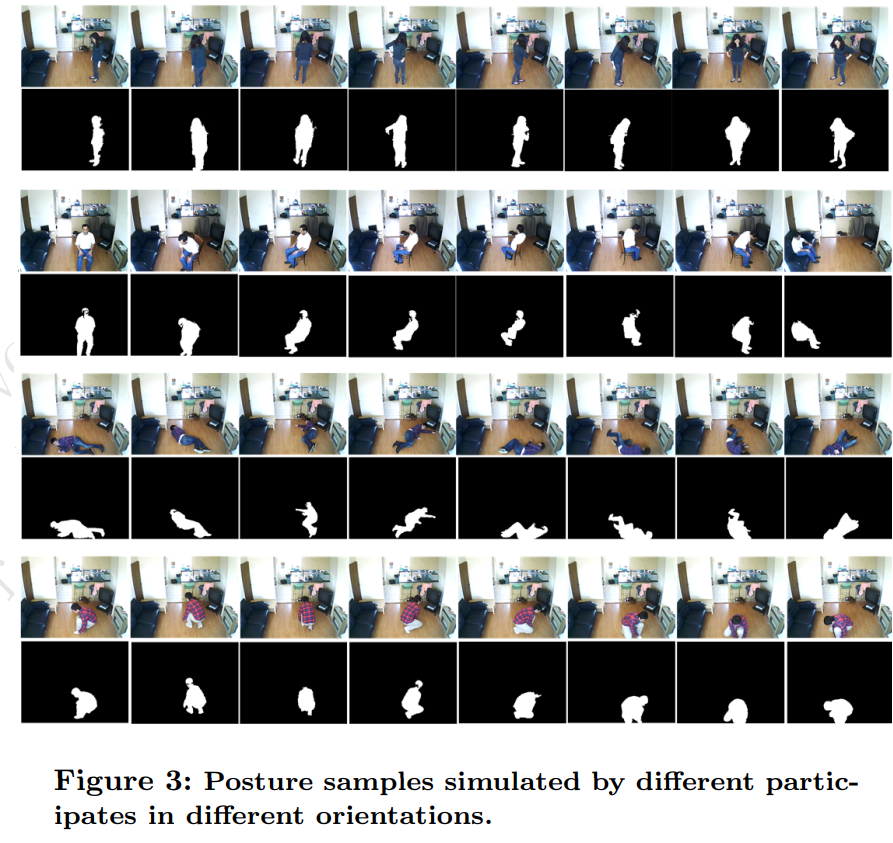 Figure 3: Posture samples simulated by different partic-
ipates in different orientations.